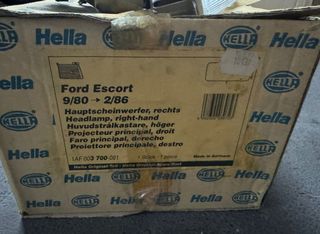 HELLA Hella HELLA Hella HELLA
Ford Escort
9/80 → 2/86
Hauptscheinwerfer, rechts
Headlamp, right-hand
Huvudstrålkastare, höger
Projecteur principal, droit
Faro principal, derecho
Proiettore principale, destro
1AF 003 700-001
1 Stück · 1 piece
Made in Germany
Hella
HELLA
Hella
HELLA
Hella
HELLA
Hella
HELLA
Hella